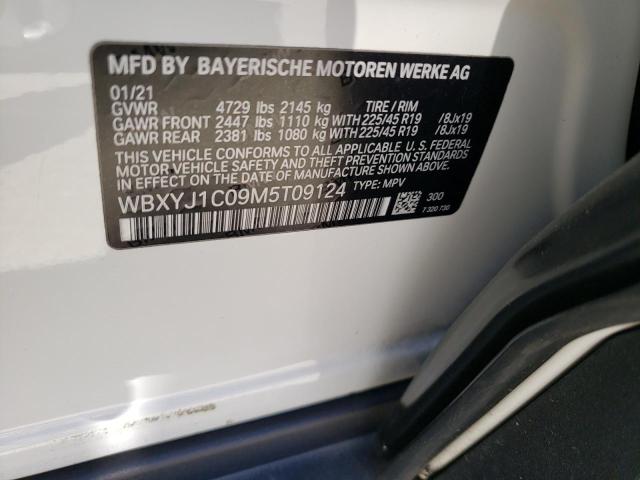 MFD BY BAYERISCHE MOTOREN WERKE AG
01/21
GVWR 4729 lbs 2145 kg TIRE / RIM
GAWR FRONT 2447 lbs 1110 kg WITH 225/45 R19 /8Jx19
GAWR REAR 2381 lbs 1080 kg WITH 225/45 R19 /8Jx19
THIS VEHICLE CONFORMS TO ALL APPLICABLE U. S. FEDERAL
MOTOR VEHICLE SAFETY AND THEFT PREVENTION STANDARDS
IN EFFECT ON THE DATE OF MANUFACTURE SHOWN ABOVE.
WBXYJ1C09M5T09124 TYPE: MPV
300
7 320 730